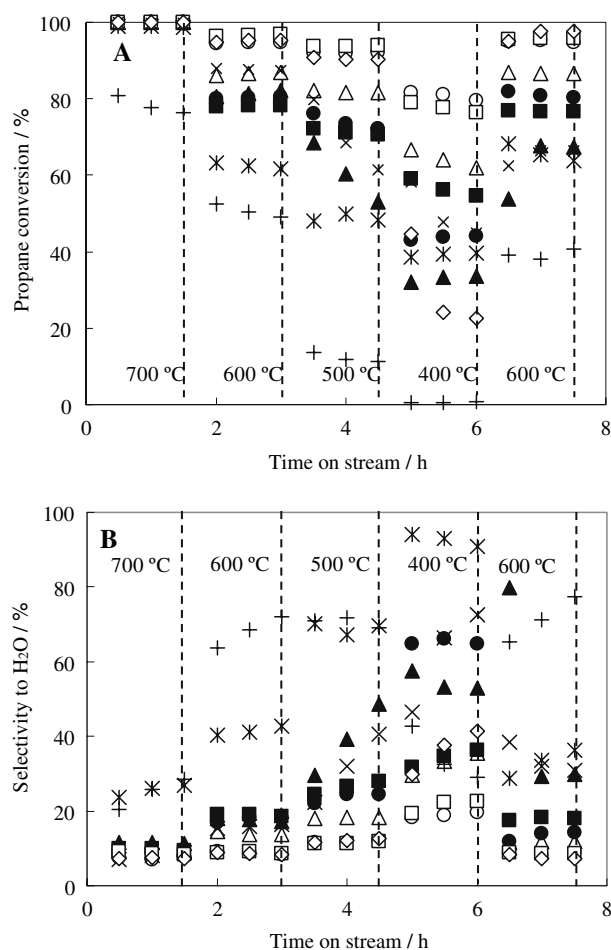 100
A
80
60
40
20
0
Propane conversion / %
700 ºC
600 ºC
500 ºC
400 ºC
600 ºC
0 2 4 6 8
Time on stream / h
100
B
80
60
40
20
0
Selectivity to H₂O / %
700 ºC
600 ºC
500 ºC
400 ºC
600 ºC
0 2 4 6 8
Time on stream / h